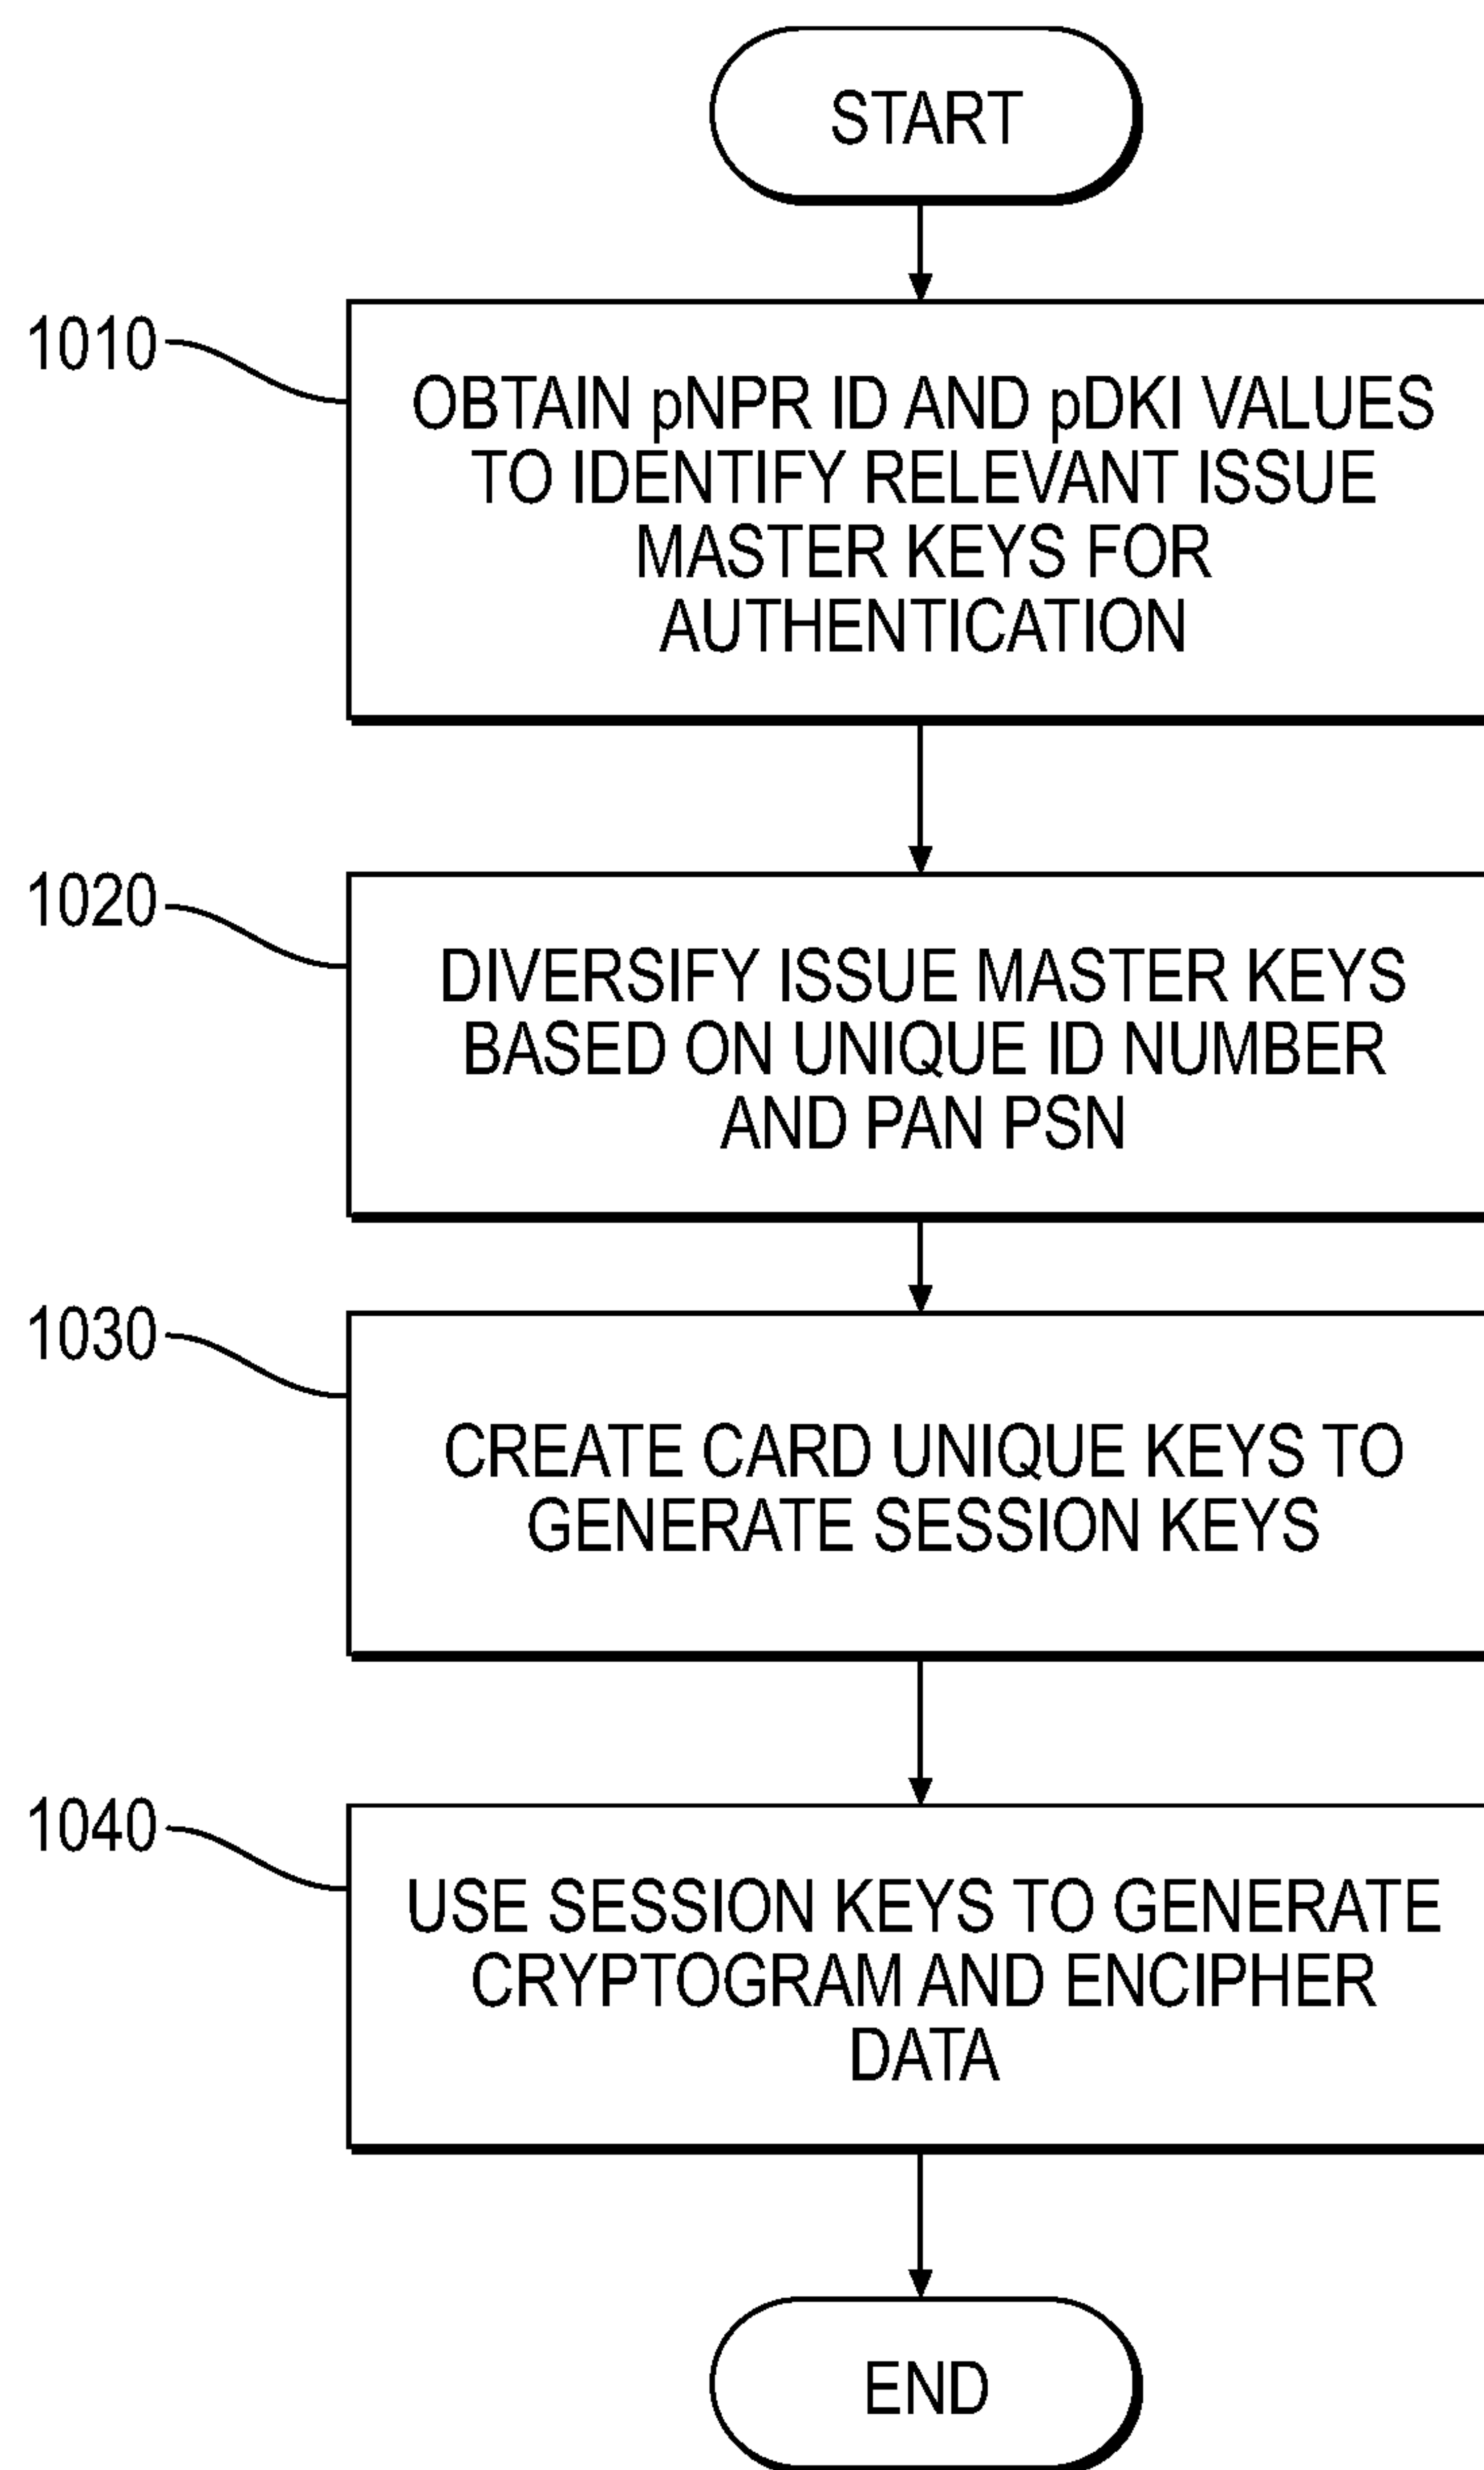 START
1010
OBTAIN pNPR ID AND pDKI VALUES
TO IDENTIFY RELEVANT ISSUE
MASTER KEYS FOR
AUTHENTICATION
1020
DIVERSIFY ISSUE MASTER KEYS
BASED ON UNIQUE ID NUMBER
AND PAN PSN
1030
CREATE CARD UNIQUE KEYS TO
GENERATE SESSION KEYS
1040
USE SESSION KEYS TO GENERATE
CRYPTOGRAM AND ENCIPHER
DATA
END